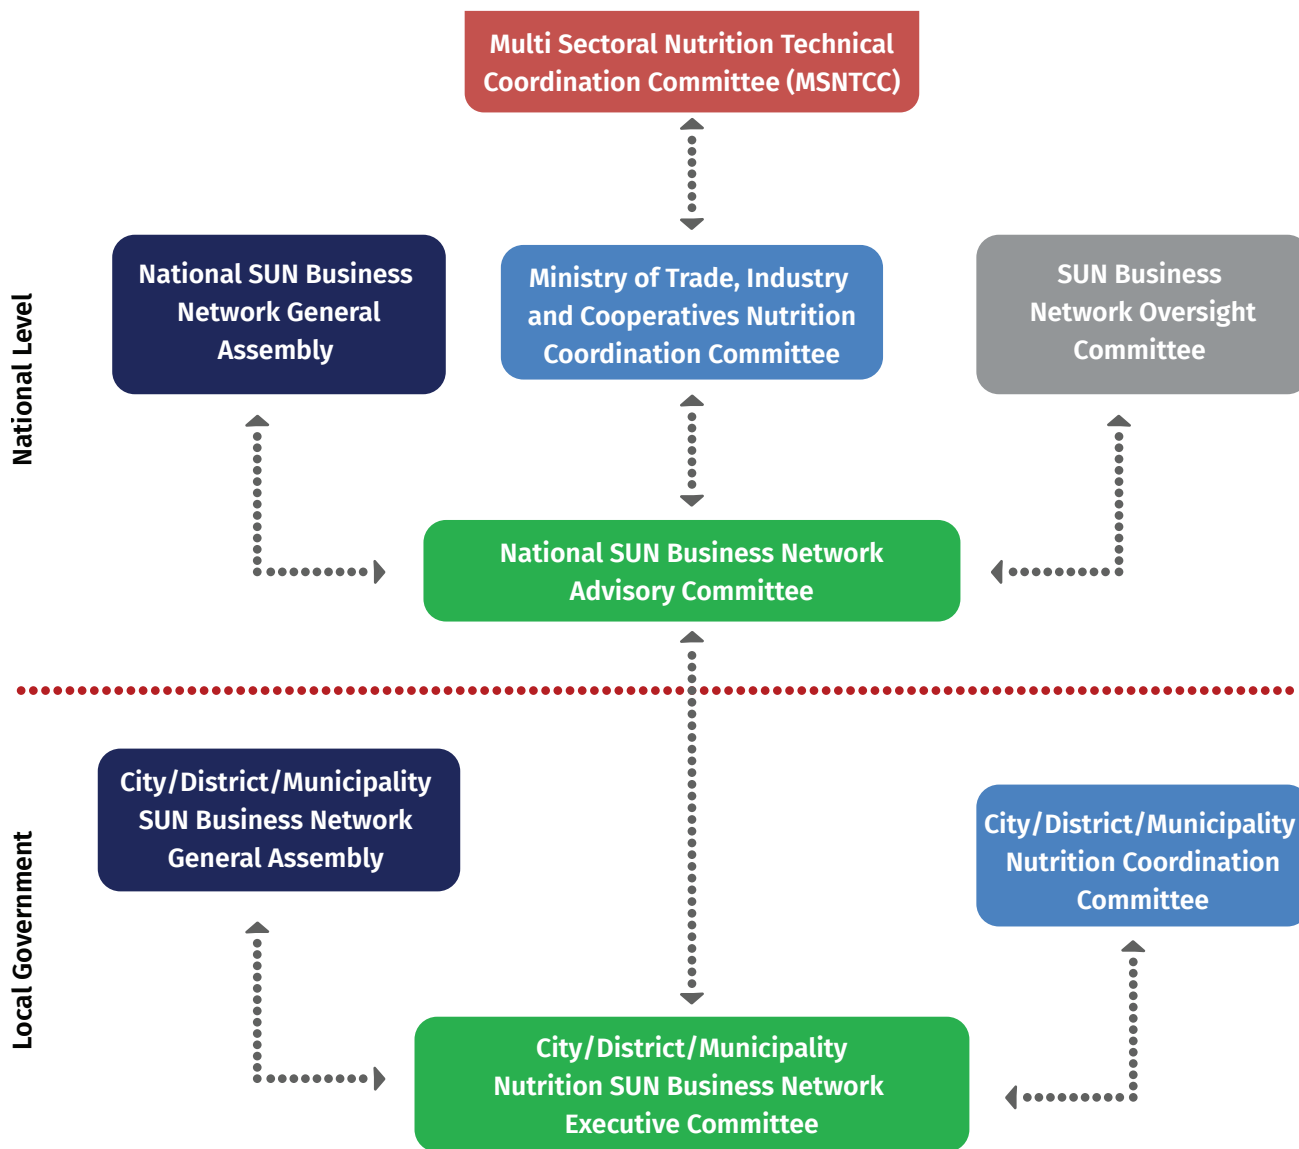 Multi Sectoral Nutrition Technical
Coordination Committee (MSNTCC)
National Level
National SUN Business
Network General
Assembly
Ministry of Trade, Industry
and Cooperatives Nutrition
Coordination Committee
SUN Business
Network Oversight
Committee
National SUN Business Network
Advisory Committee
Local Government
City/District/Municipality
SUN Business Network
General Assembly
City/District/Municipality
Nutrition Coordination
Committee
City/District/Municipality
Nutrition SUN Business Network
Executive Committee